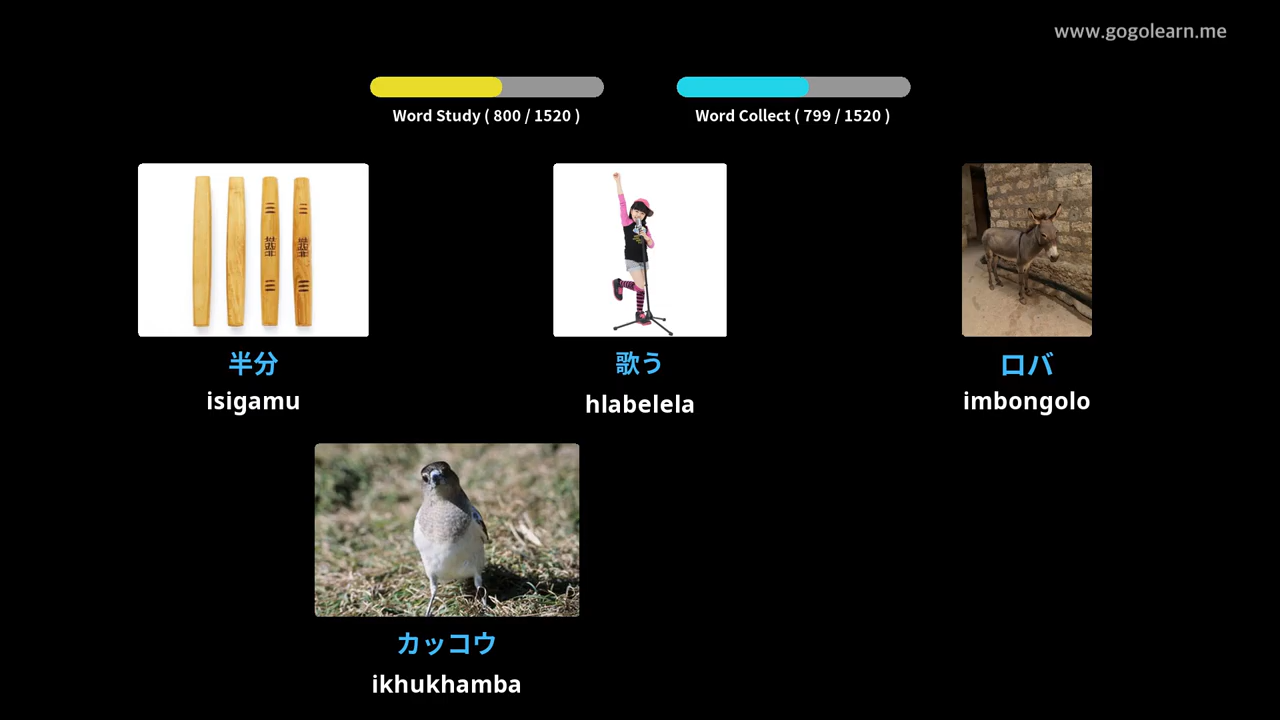 www.gogolearn.me
Word Study ( 800 / 1520 )
Word Collect ( 799 / 1520 )
半分
歌う
ロバ
isigamu
hlabelela
imbongolo
カッコウ
ikhukhamba